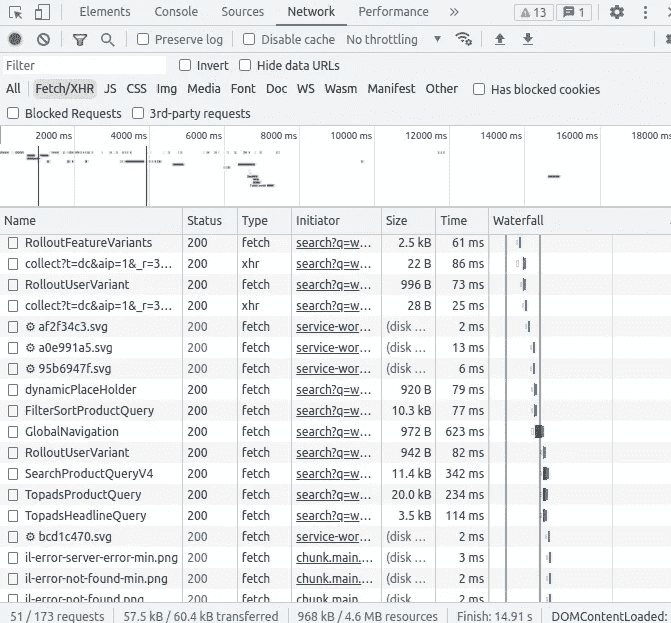 Elements Console Sources Network Performance » 13 1
Preserve log Disable cache No throttling
Filter Invert Hide data URLs
All Fetch/XHR JS CSS Img Media Font Doc WS Wasm Manifest Other Has blocked cookies
Blocked Requests 3rd-party requests
2000 ms 4000 ms 6000 ms 8000 ms 10000 ms 12000 ms 14000 ms 16000 ms 18000 ms
Name Status Type Initiator Size Time Waterfall
RolloutFeatureVariants 200 fetch search?q=w... 2.5 kB 61 ms
collect?t=dc&aip=1&_r=3... 200 xhr search?q=w... 22 B 86 ms
RolloutUserVariant 200 fetch search?q=w... 996 B 73 ms
collect?t=dc&aip=1&_r=3... 200 xhr search?q=w... 28 B 25 ms
af2f34c3.svg 200 fetch service-wor... (disk ... 2 ms
a0e991a5.svg 200 fetch service-wor... (disk ... 13 ms
95b6947f.svg 200 fetch service-wor... (disk ... 6 ms
dynamicPlaceHolder 200 fetch search?q=w... 920 B 79 ms
FilterSortProductQuery 200 fetch search?q=w... 10.3 kB 77 ms
GlobalNavigation 200 fetch search?q=w... 972 B 623 ms
RolloutUserVariant 200 fetch search?q=w... 942 B 82 ms
SearchProductQueryV4 200 fetch search?q=w... 11.4 kB 342 ms
TopadsProductQuery 200 fetch search?q=w... 20.0 kB 234 ms
TopadsHeadlineQuery 200 fetch search?q=w... 3.5 kB 114 ms
bcd1c470.svg 200 fetch service-wor... (disk ... 2 ms
il-error-server-error-min.png 200 fetch chunk.main.... (disk ... 3 ms
il-error-not-found-min.png 200 fetch chunk.main.... (disk ... 2 ms
il-error-not-found.png 200 fetch chunk.main.... (disk ... 2 ms
51 / 173 requests 57.5 kB / 60.4 kB transferred 968 kB / 4.6 MB resources Finish: 14.91 s DOMContentLoaded: